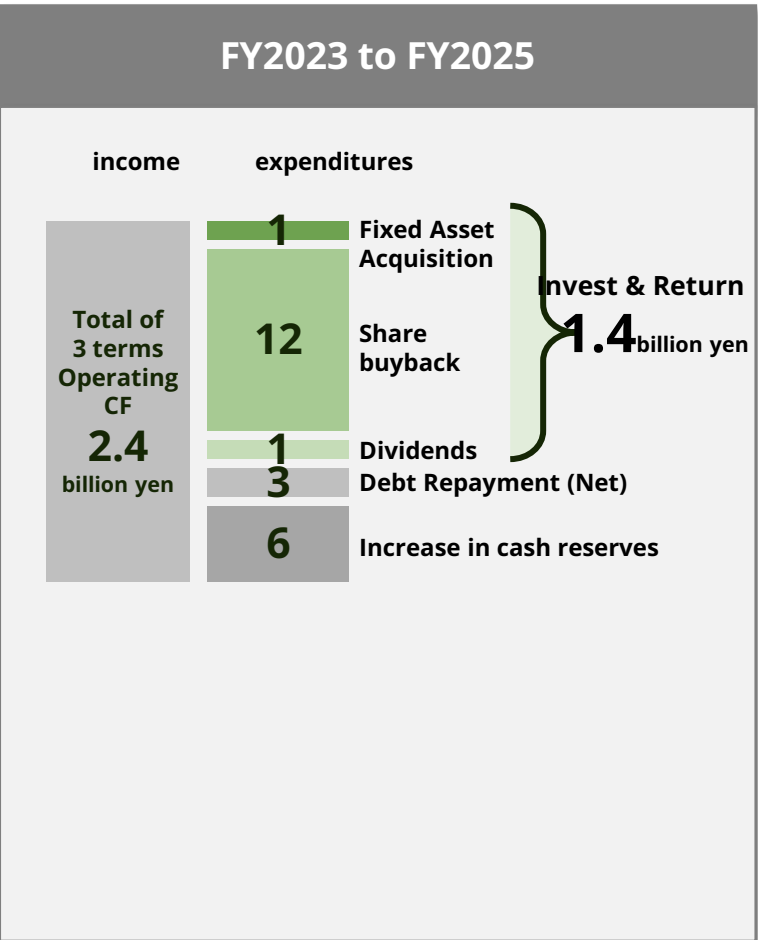 FY2023 to FY2025
income
expenditures
Total of
3 terms
Operating
CF
2.4
billion yen
1
Fixed Asset
Acquisition
12
Share
buyback
1
Dividends
3
Debt Repayment (Net)
6
Increase in cash reserves
Invest & Return
1.4billion yen